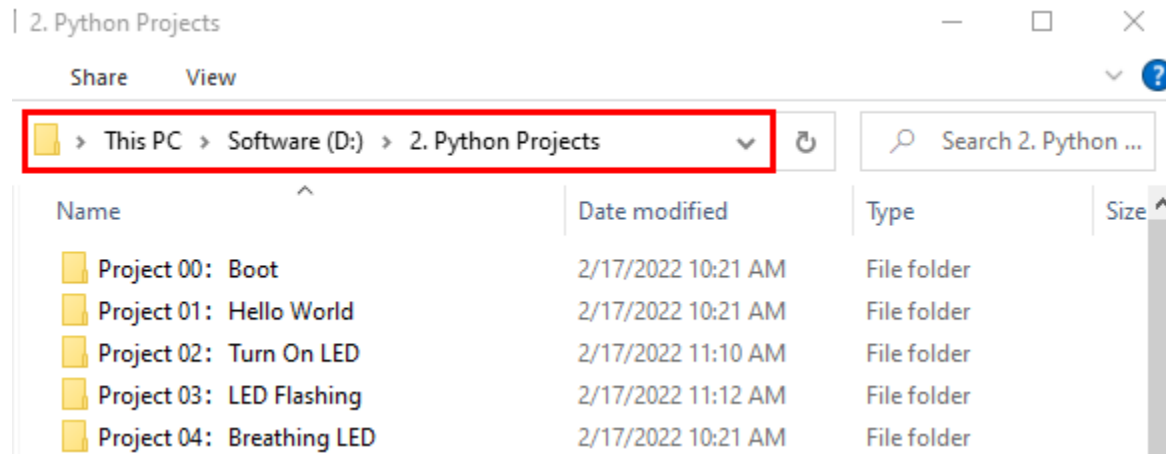 2. Python Projects
Share View
This PC > Software (D:) > 2. Python Projects Search 2. Python ...
Name Date modified Type Size
Project 00：Boot 2/17/2022 10:21 AM File folder
Project 01：Hello World 2/17/2022 10:21 AM File folder
Project 02：Turn On LED 2/17/2022 11:10 AM File folder
Project 03：LED Flashing 2/17/2022 11:12 AM File folder
Project 04：Breathing LED 2/17/2022 10:21 AM File folder